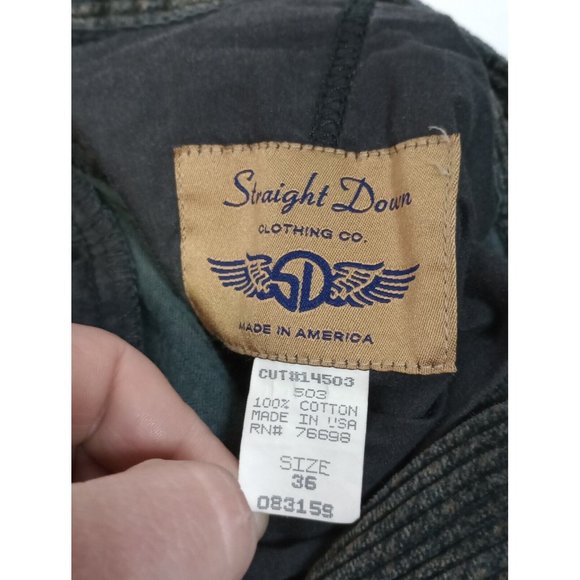 Straight Down
CLOTHING CO.
SD
MADE IN AMERICA
CUT#14503
503
100% COTTON
MADE IN USA
RN# 76698
SIZE
36
083159